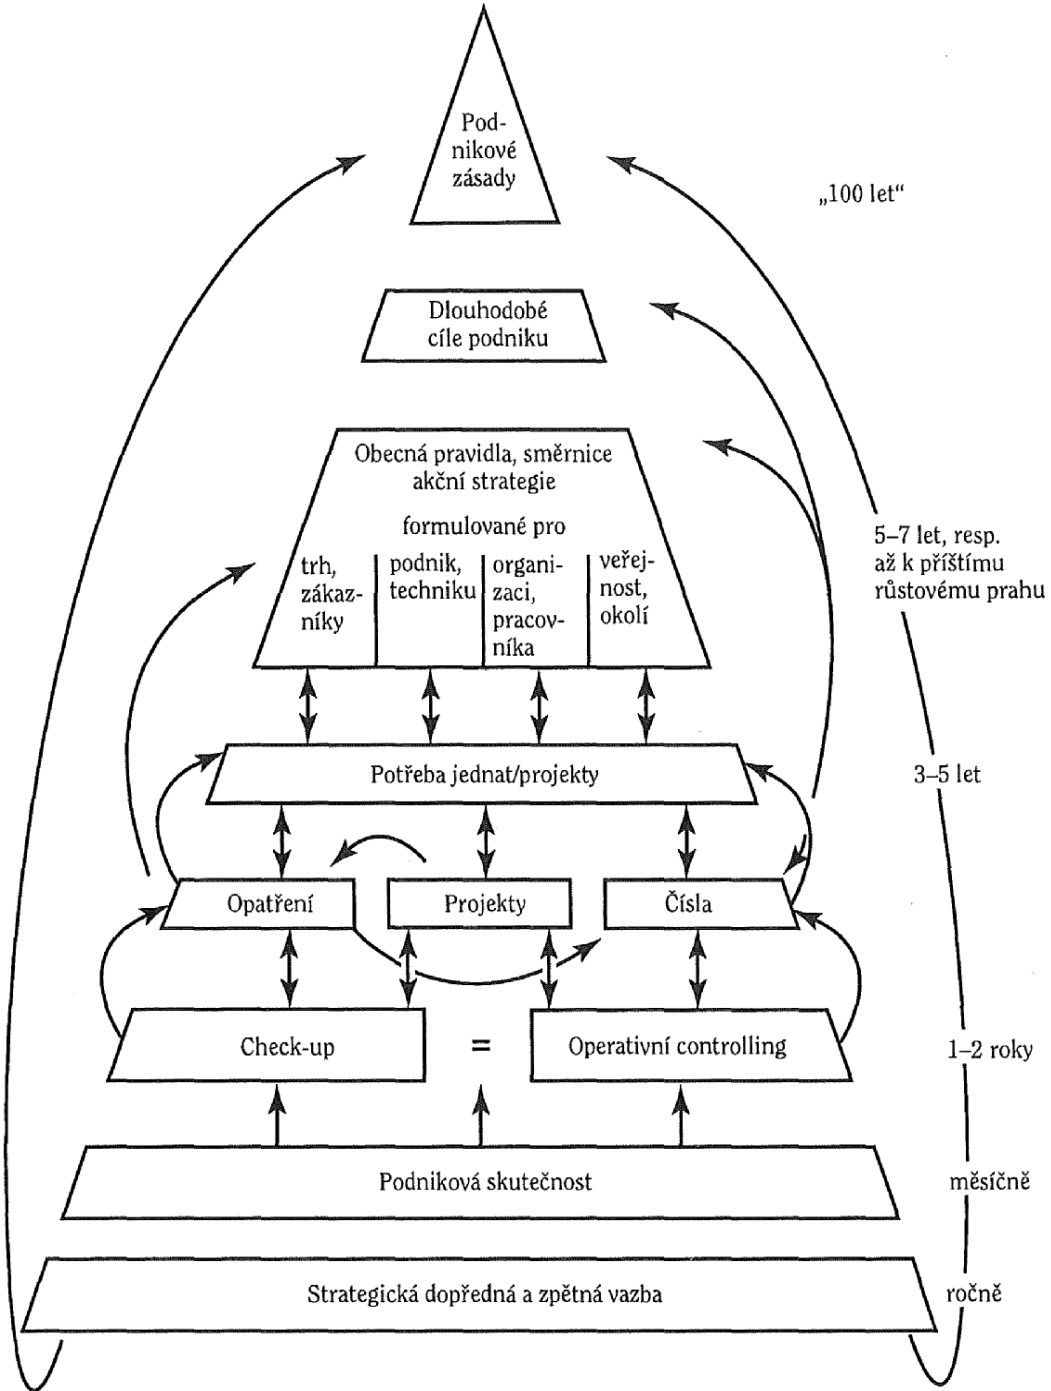 Pod-
nikové
zásady
„100 let“
Dlouhodobé
cíle podniku
Obecná pravidla, směrnice
akční strategie
formulované pro
trh,
zákaz-
níky
podnik,
techniku
organi-
zaci,
pracov-
níka
veřej-
nost,
okolí
5–7 let, resp.
až k příštímu
růstovému prahu
Potřeba jednat/projekty
3–5 let
Opatření
Projekty
Čísla
Check-up
=
Operativní controlling
1–2 roky
Podniková skutečnost
měsíčně
Strategická dopředná a zpětná vazba
ročně